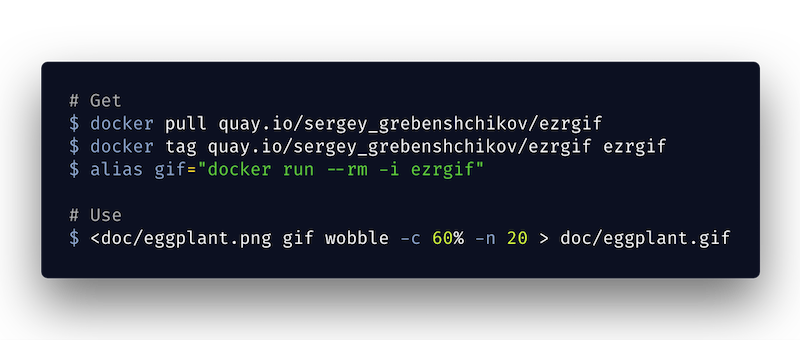 # Get
$ docker pull quay.io/sergey_grebenshchikov/ezrgif
$ docker tag quay.io/sergey_grebenshchikov/ezrgif ezrgif
$ alias gif="docker run --rm -i ezrgif"
# Use
$ <doc/eggplant.png gif wobble -c 60% -n 20 > doc/eggplant.gif